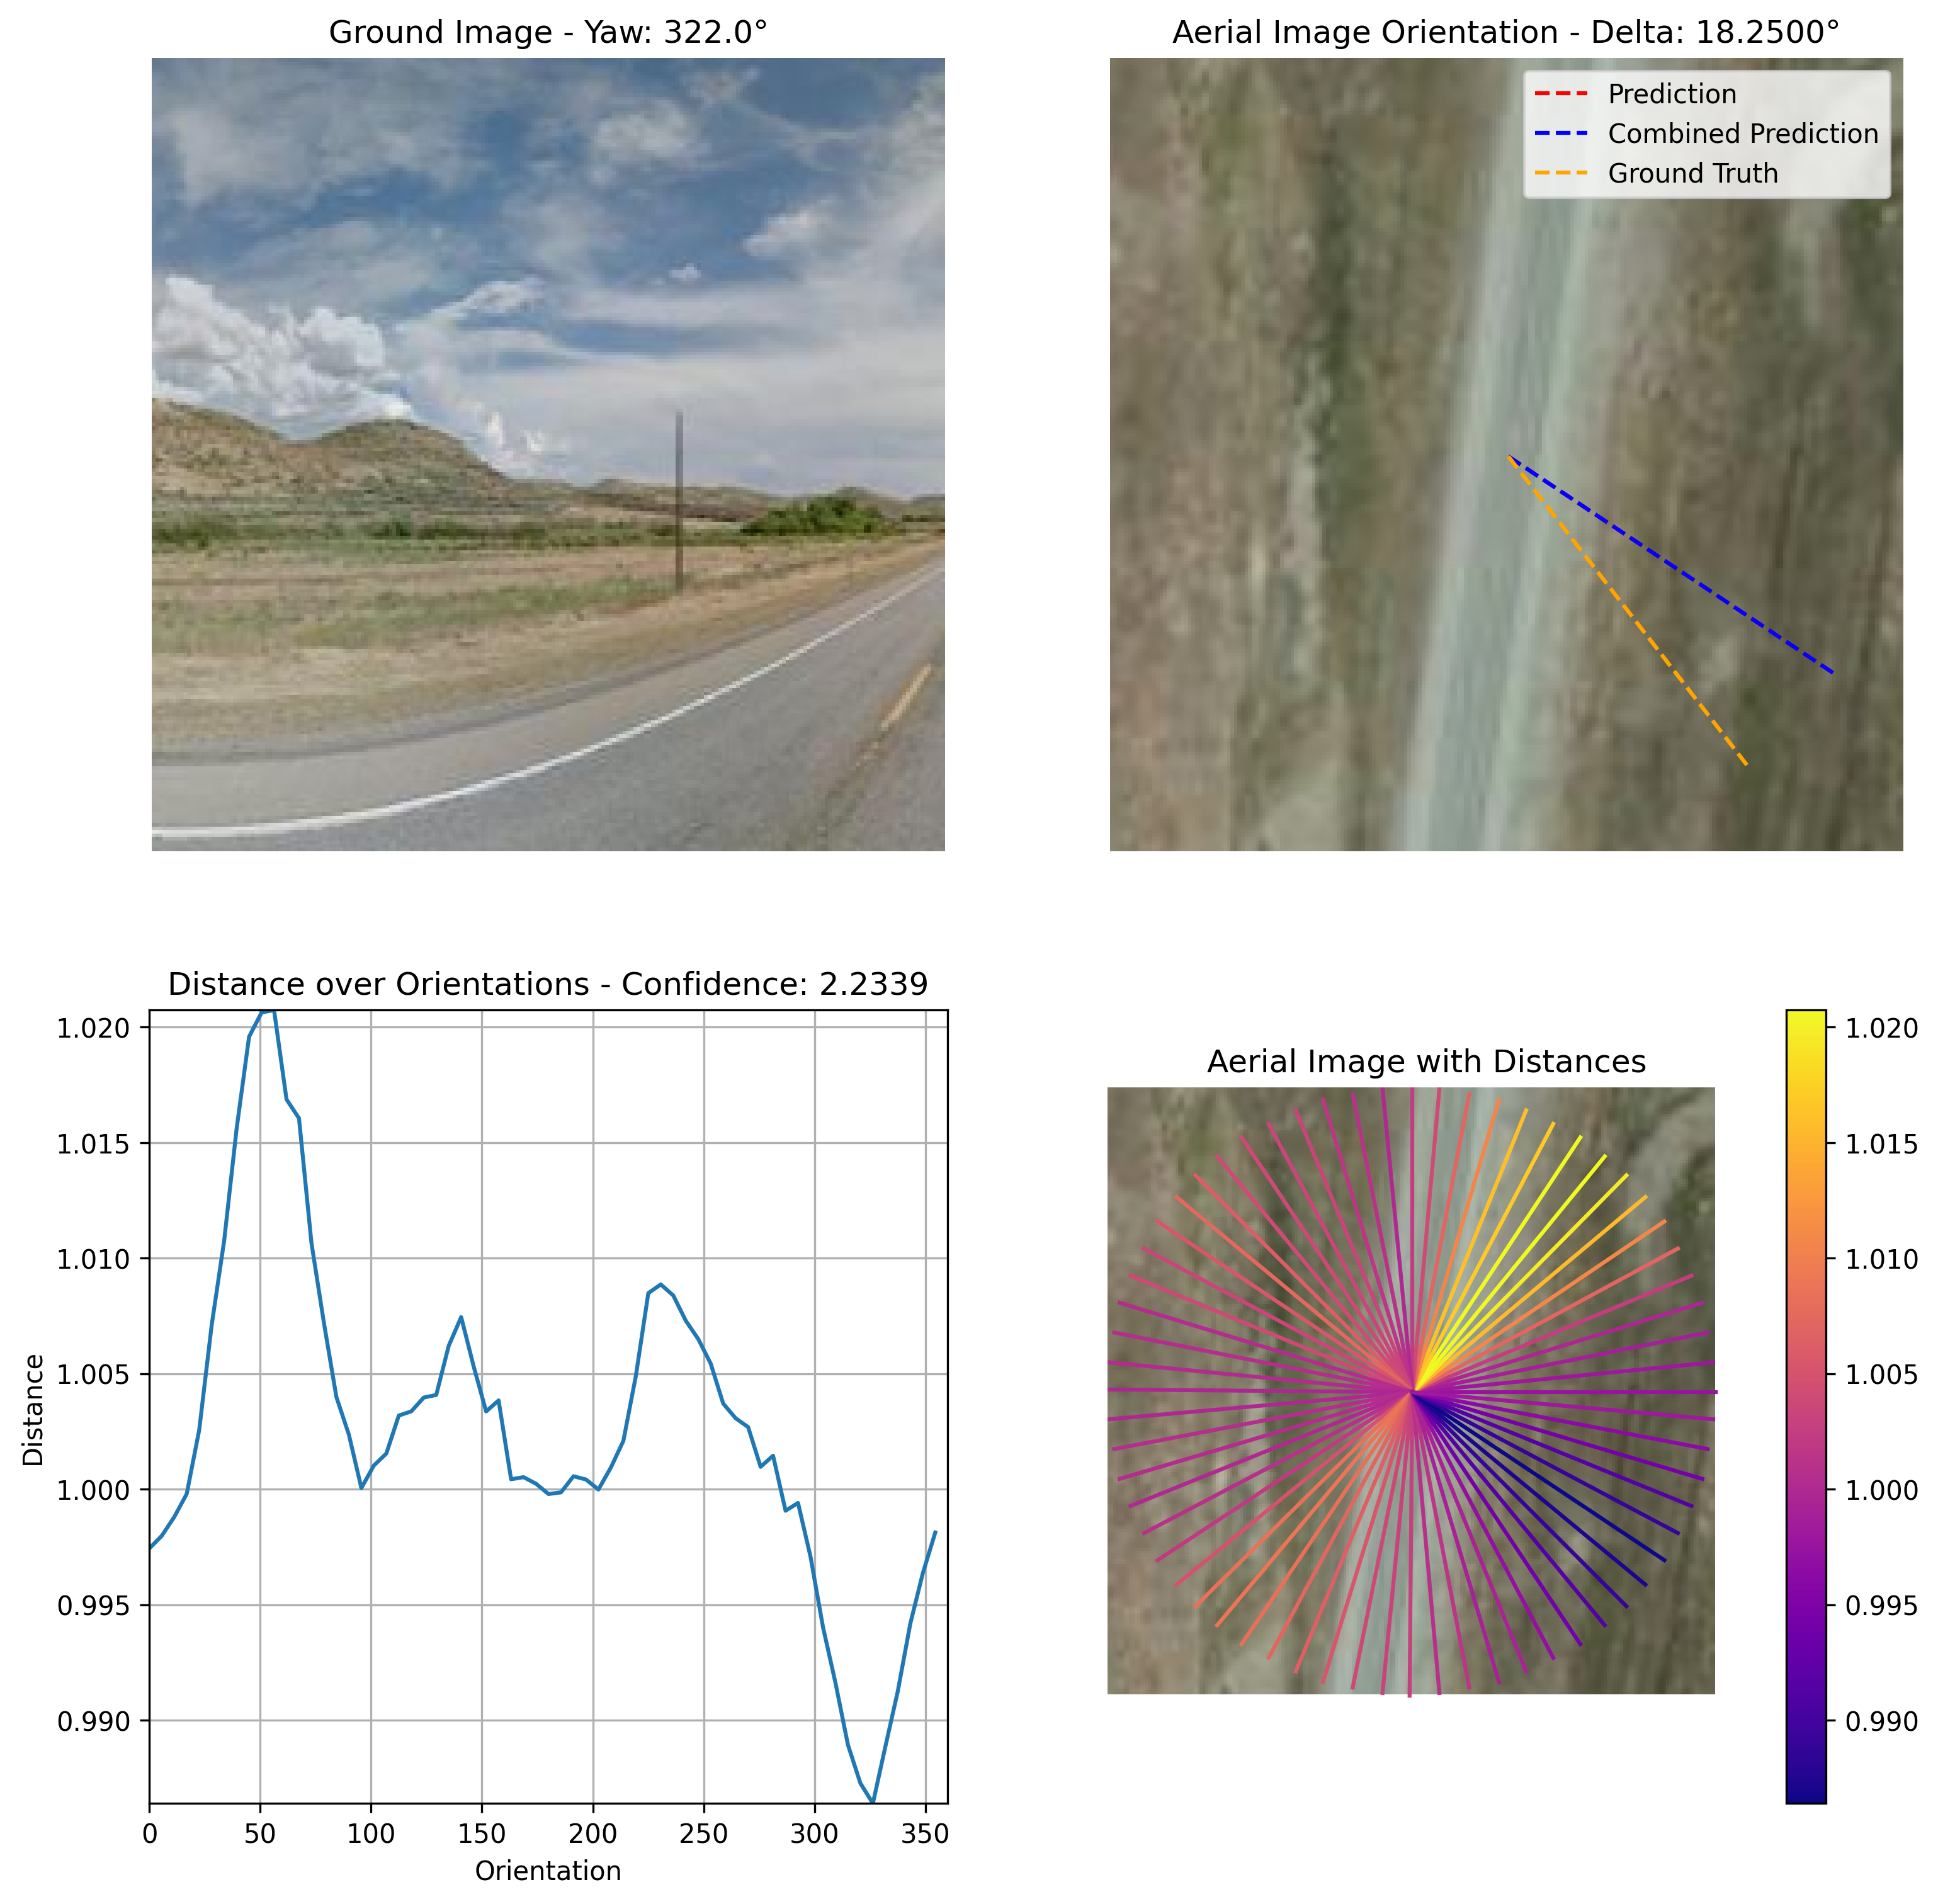 Ground Image - Yaw: 322.0°
Aerial Image Orientation - Delta: 18.2500°
Prediction
Combined Prediction
Ground Truth
Distance over Orientations - Confidence: 2.2339
1.020
1.015
1.010
1.005
1.000
0.995
0.990
Distance
0
50
100
150
200
250
300
350
Orientation
Aerial Image with Distances
1.020
1.015
1.010
1.005
1.000
0.995
0.990